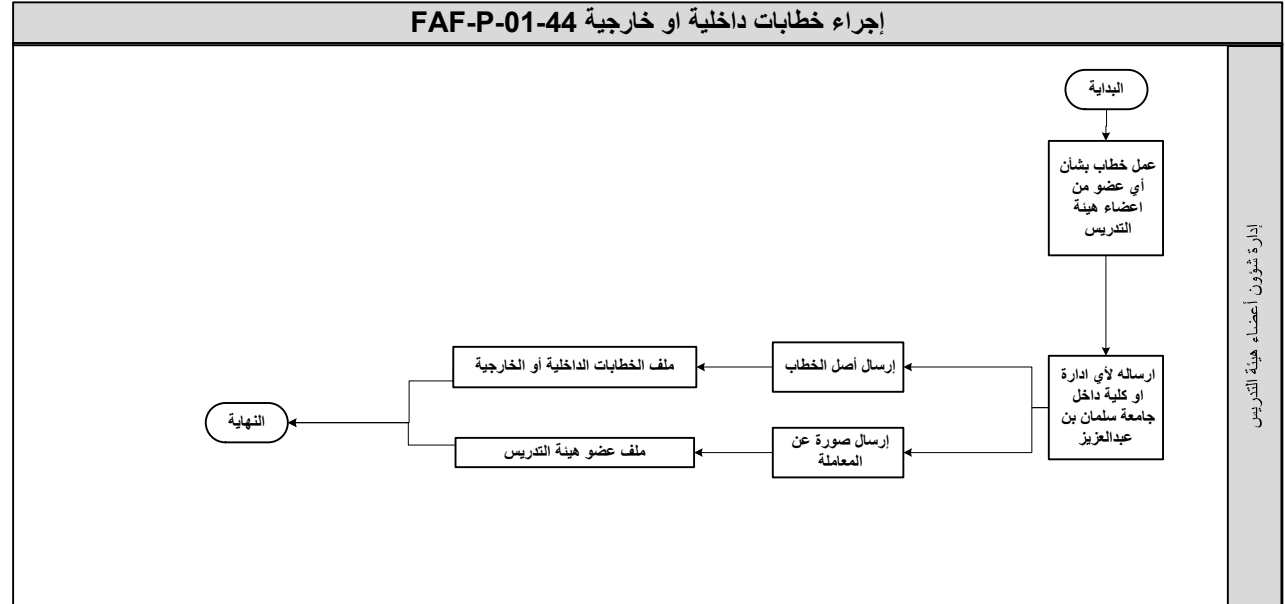 إجراء خطابات داخلية او خارجية FAF-P-01-44
إدارة شؤون أعضاء هيئة التدريس
البداية
عمل خطاب بشأن
أي عضو من
اعضاء هيئة
التدريس
ارساله لأي ادارة
او كلية داخل
جامعة سلمان بن
عبدالعزيز
إرسال أصل الخطاب
ملف الخطابات الداخلية أو الخارجية
إرسال صورة عن
المعاملة
ملف عضو هيئة التدريس
النهاية